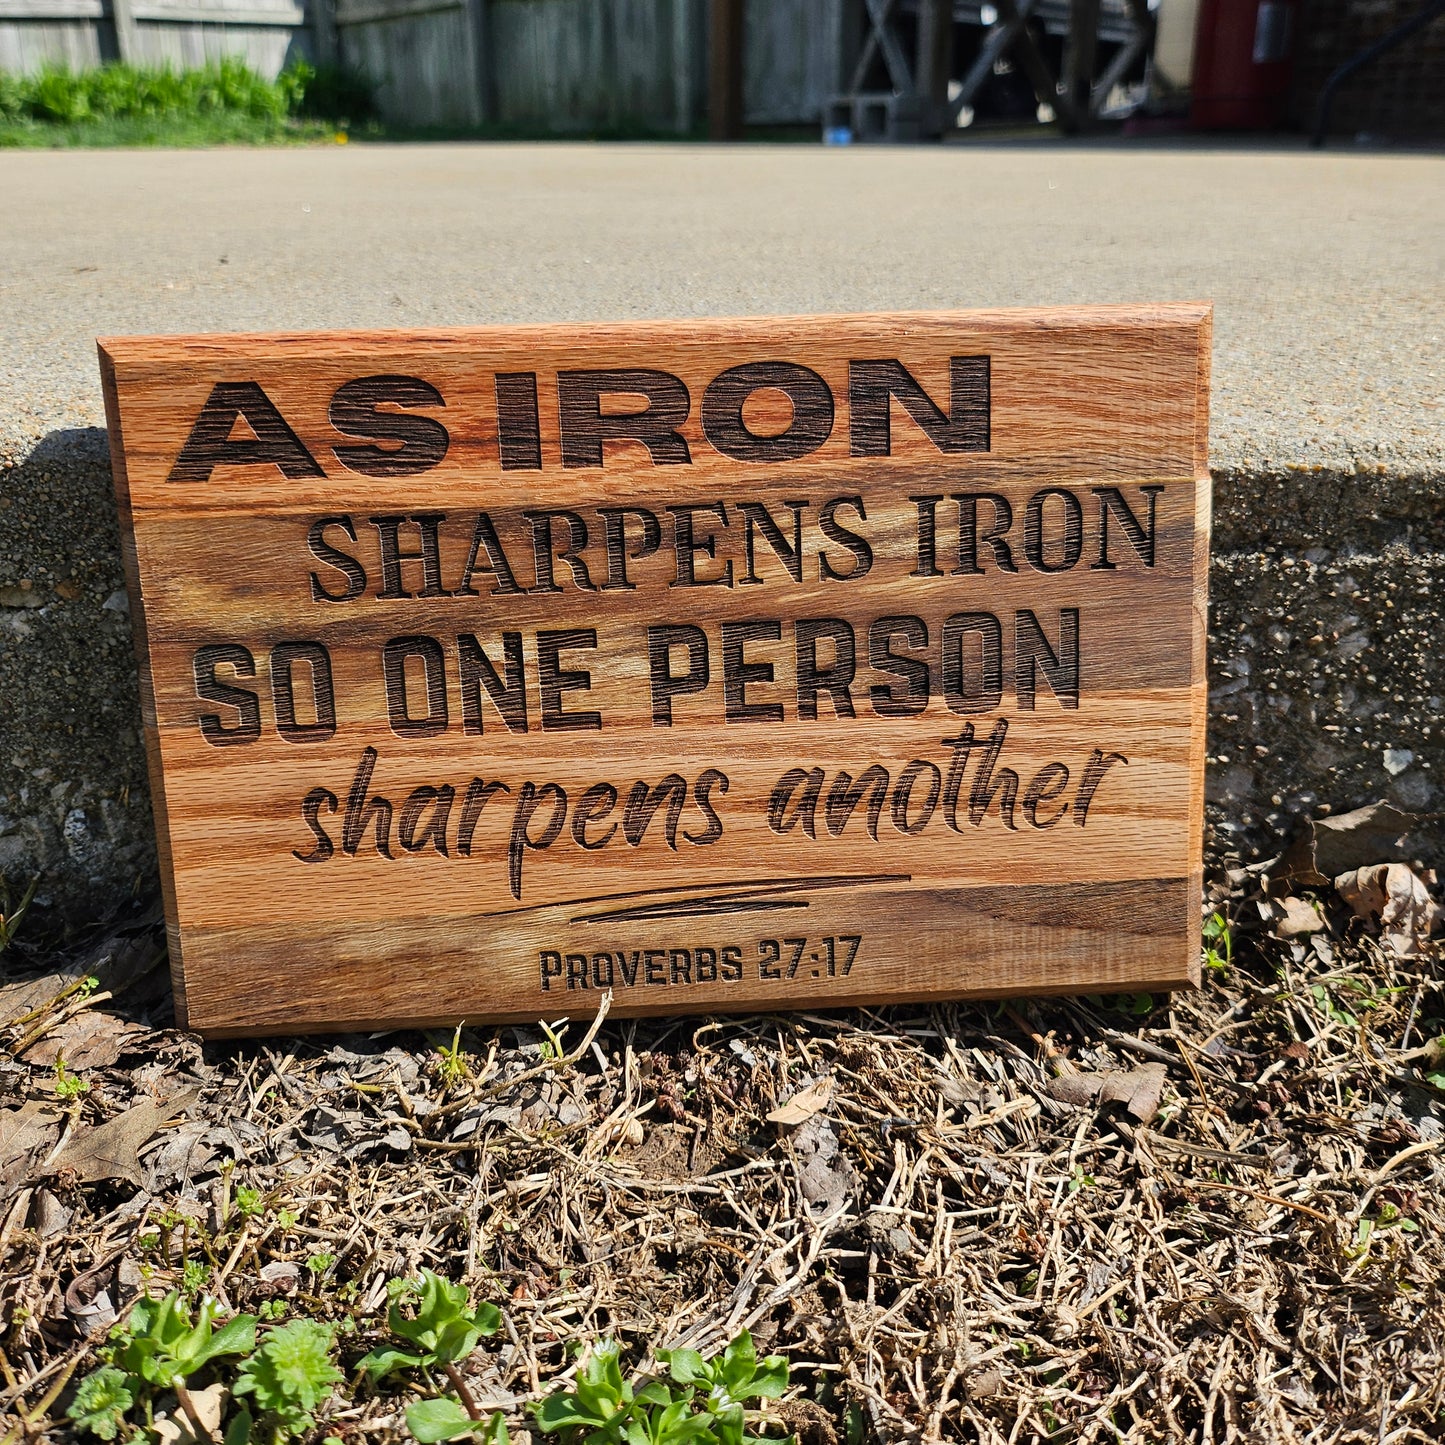 AS IRON
SHARPENS IRON
SO ONE PERSON
sharpens another
PROVERBS 27:17